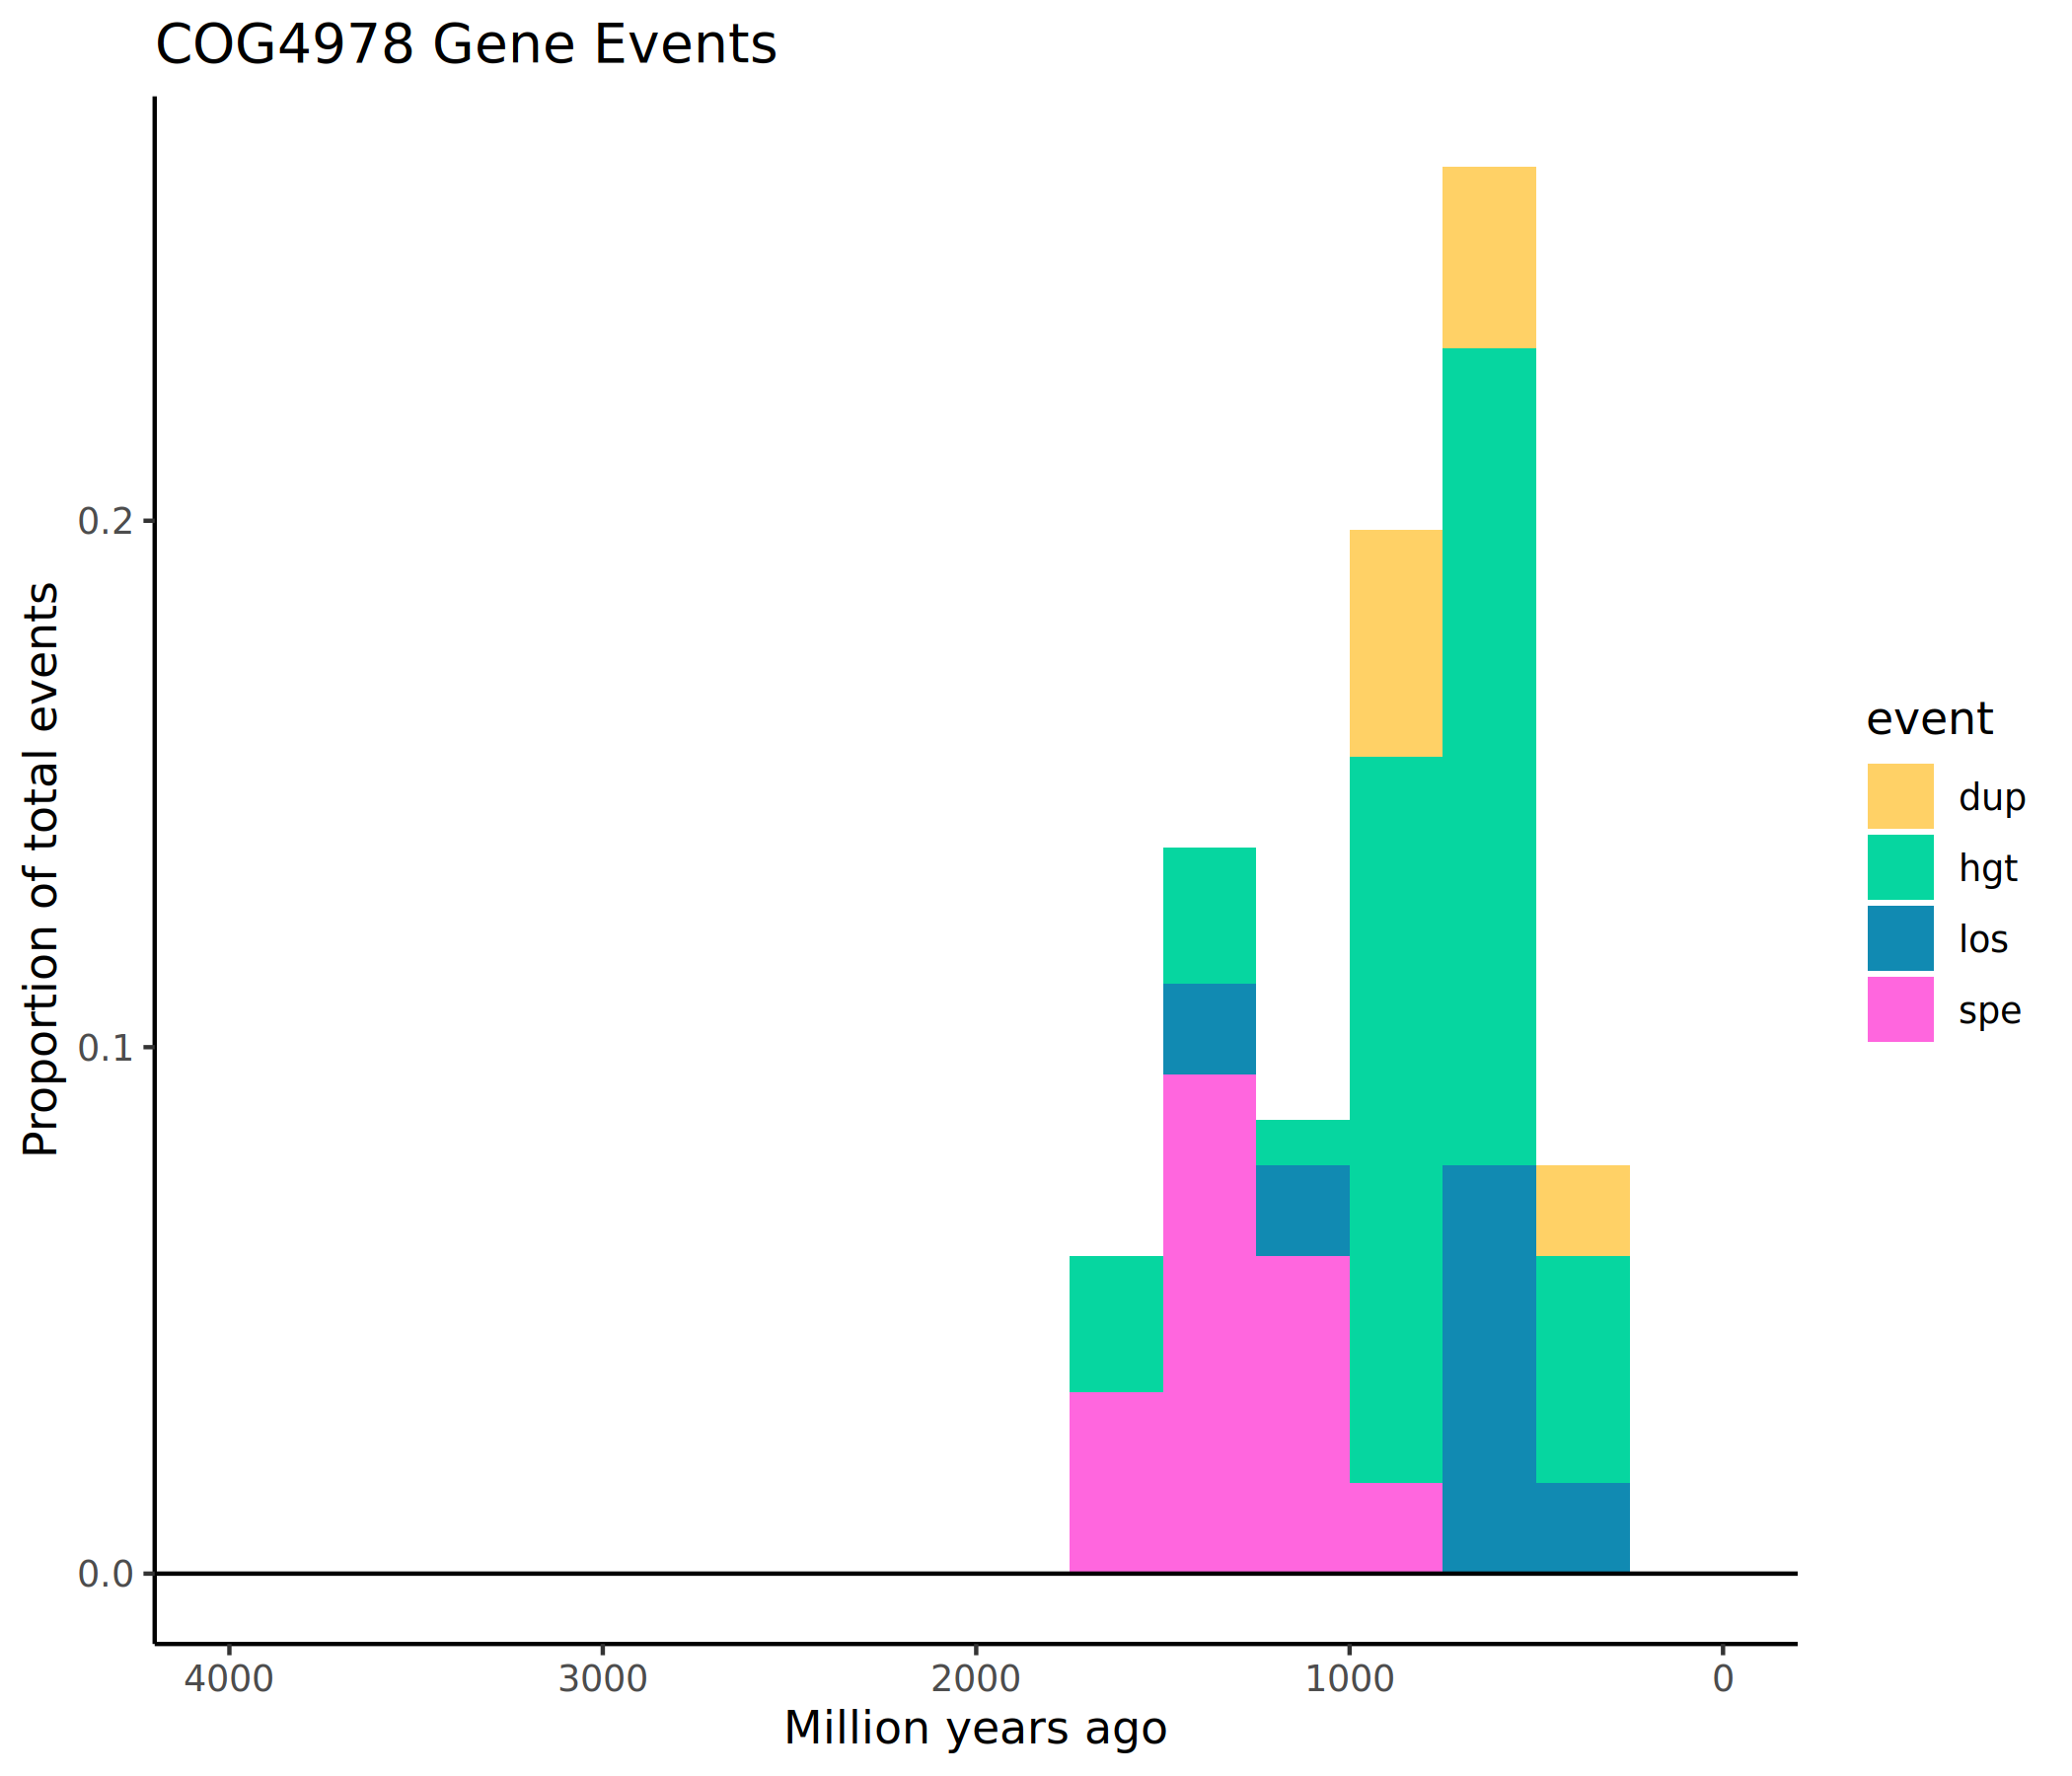 COG4978 Gene Events
Proportion of total events
0.2
0.1
0.0
4000 3000 2000 1000 0
Million years ago
event
dup
hgt
los
spe